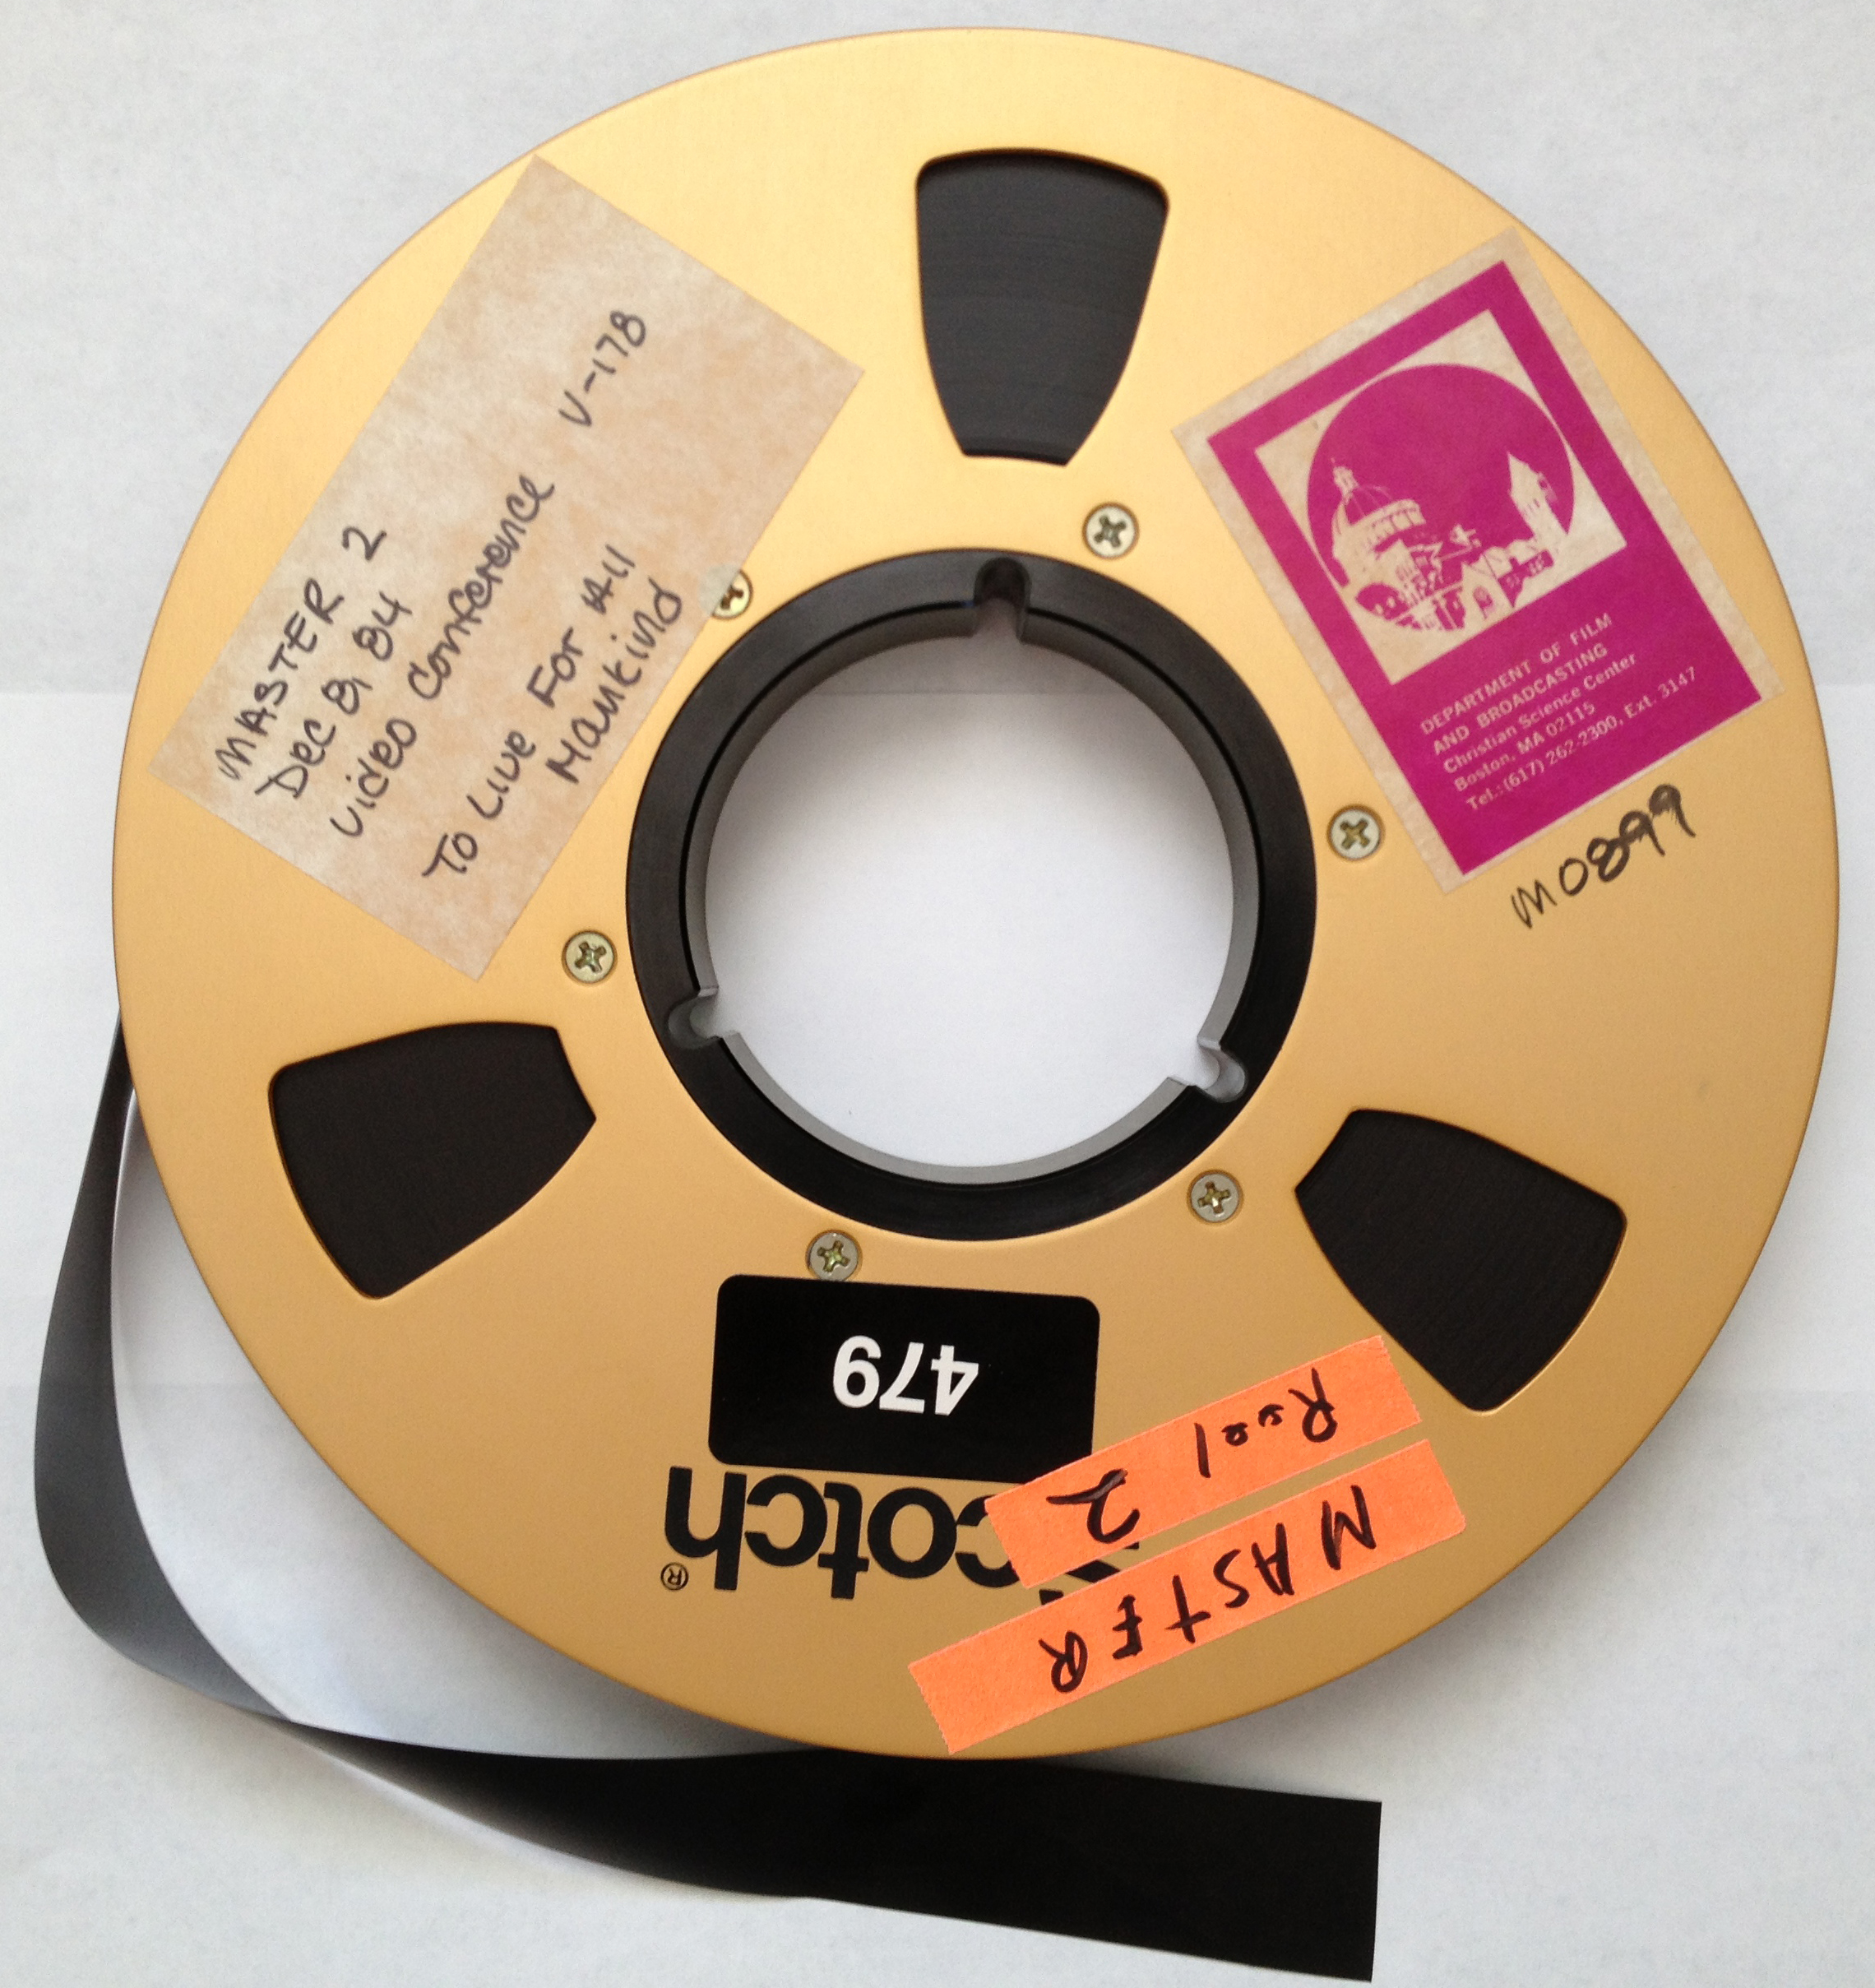 MASTER 2
Dec 8, 84
Video Conference V-178
To Live For All
Mankind
DEPARTMENT OF FILM
AND BROADCASTING
Christian Science Center
Boston, MA 02115
Tel.:(617) 262-2300, Ext. 3147
M0899
MASTER
Reel 2
Scotch®
479